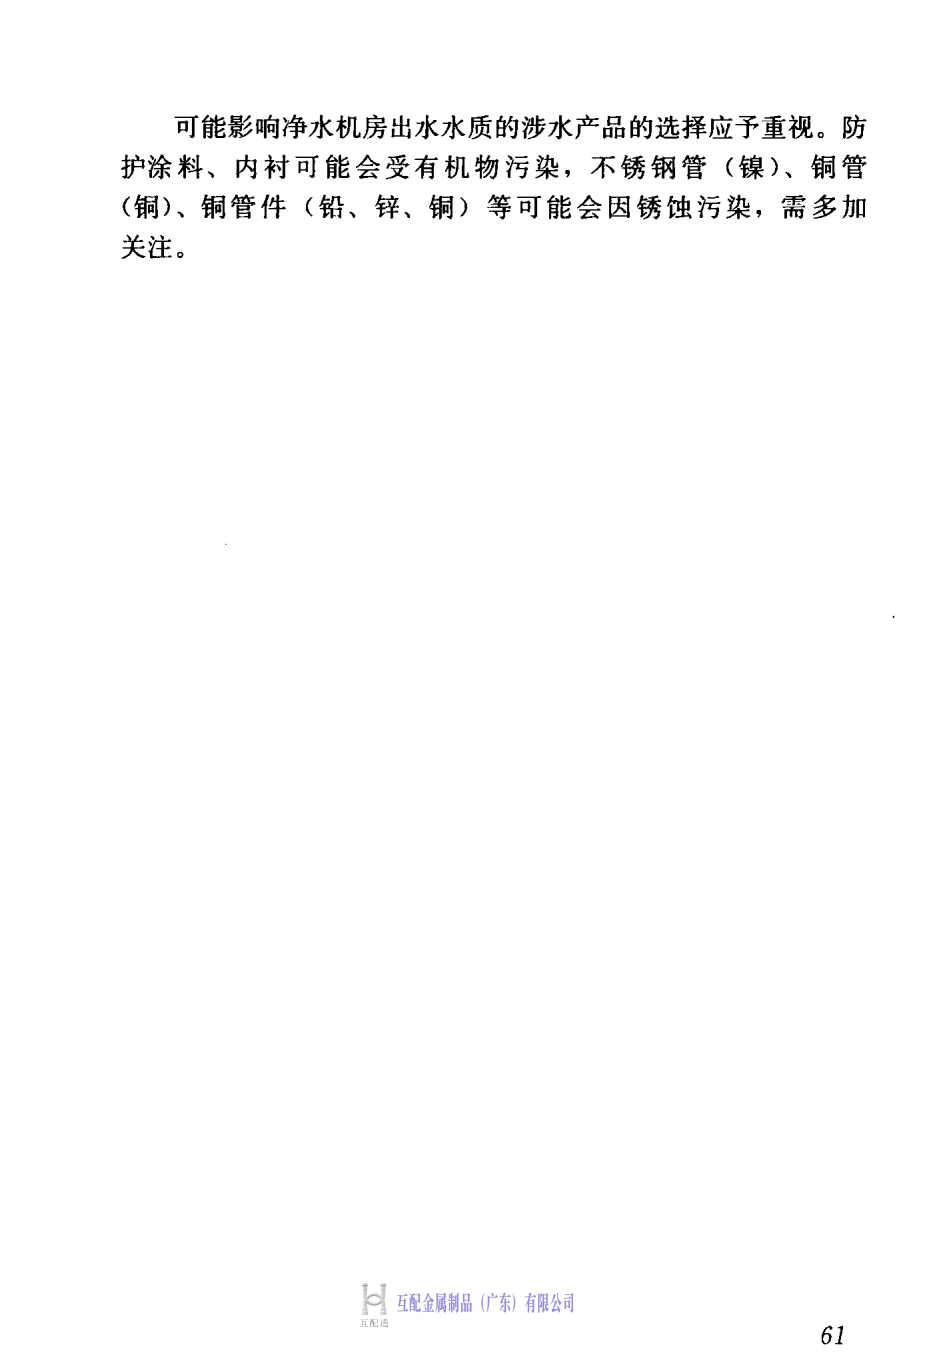 可能影响净水机房出水水质的涉水产品的选择应予重视。防
护涂料、内衬可能会受有机物污染，不锈钢管（镍）、铜管
（铜）、铜管件（铅、锌、铜）等可能会因锈蚀污染，需多加
关注。
互配金属制品（广东）有限公司
互配通
61